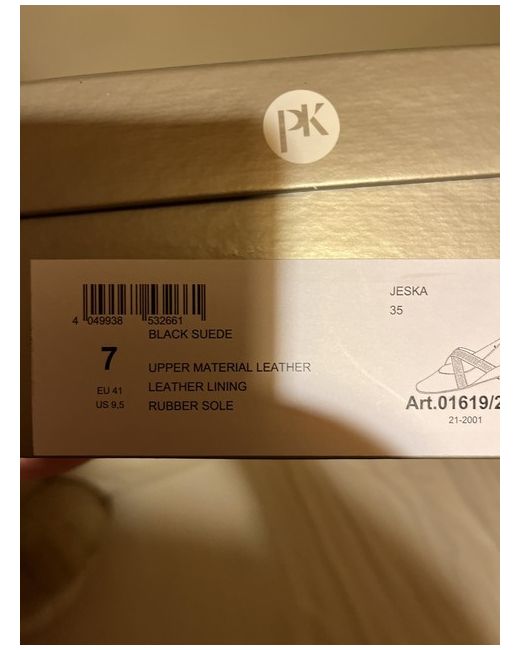 PK
JESKA
35
4 049938 532661
BLACK SUEDE
7
UPPER MATERIAL LEATHER
EU 41
LEATHER LINING
US 9,5
RUBBER SOLE
Art.01619/2
21-2001